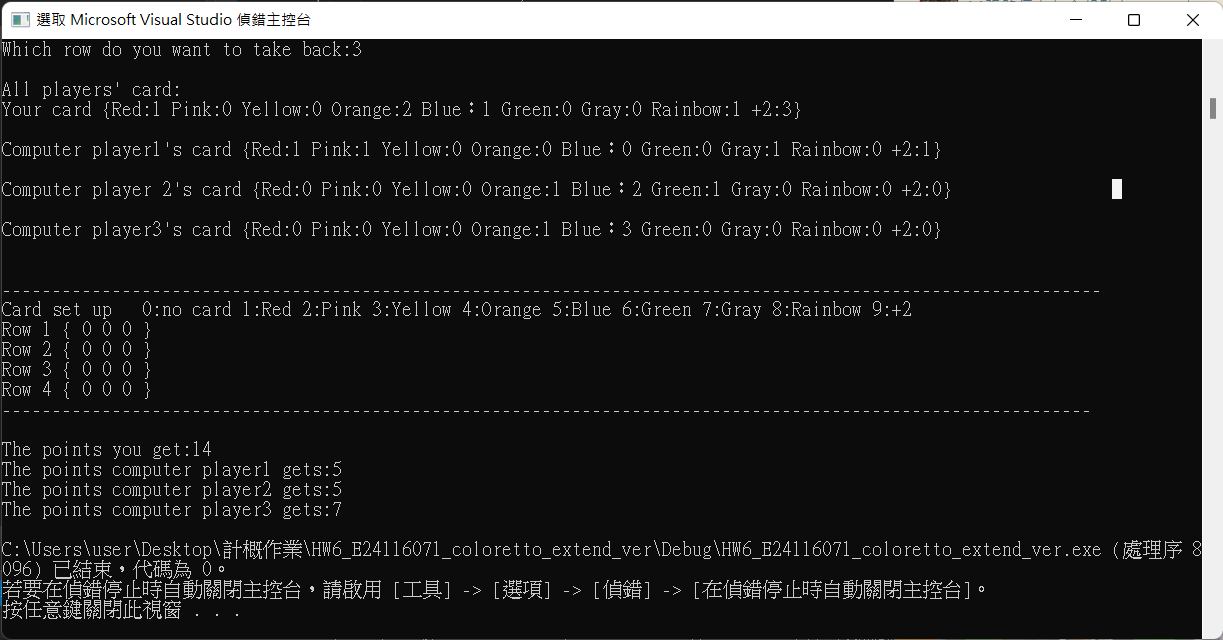 選取 Microsoft Visual Studio 偵錯主控台
Which row do you want to take back:3
All players' card:
Your card {Red:1 Pink:0 Yellow:0 Orange:2 Blue：1 Green:0 Gray:0 Rainbow:1 +2:3}
Computer player1's card {Red:1 Pink:1 Yellow:0 Orange:0 Blue：0 Green:0 Gray:1 Rainbow:0 +2:1}
Computer player 2's card {Red:0 Pink:0 Yellow:0 Orange:1 Blue：2 Green:1 Gray:0 Rainbow:0 +2:0}
Computer player3's card {Red:0 Pink:0 Yellow:0 Orange:1 Blue：3 Green:0 Gray:0 Rainbow:0 +2:0}
--------------------------------------------------------------------------------------------------------------
Card set up   0:no card 1:Red 2:Pink 3:Yellow 4:Orange 5:Blue 6:Green 7:Gray 8:Rainbow 9:+2
Row 1 { 0 0 0 }
Row 2 { 0 0 0 }
Row 3 { 0 0 0 }
Row 4 { 0 0 0 }
-------------------------------------------------------------------------------------------------------------
The points you get:14
The points computer player1 gets:5
The points computer player2 gets:5
The points computer player3 gets:7
C:\Users\user\Desktop\計概作業\HW6_E24116071_coloretto_extend_ver\Debug\HW6_E24116071_coloretto_extend_ver.exe (處理序 8
096) 已結束，代碼為 0。
若要在偵錯停止時自動關閉主控台，請啟用 [工具] -> [選項] -> [偵錯] -> [在偵錯停止時自動關閉主控台]。
按任意鍵關閉此視窗 . . .